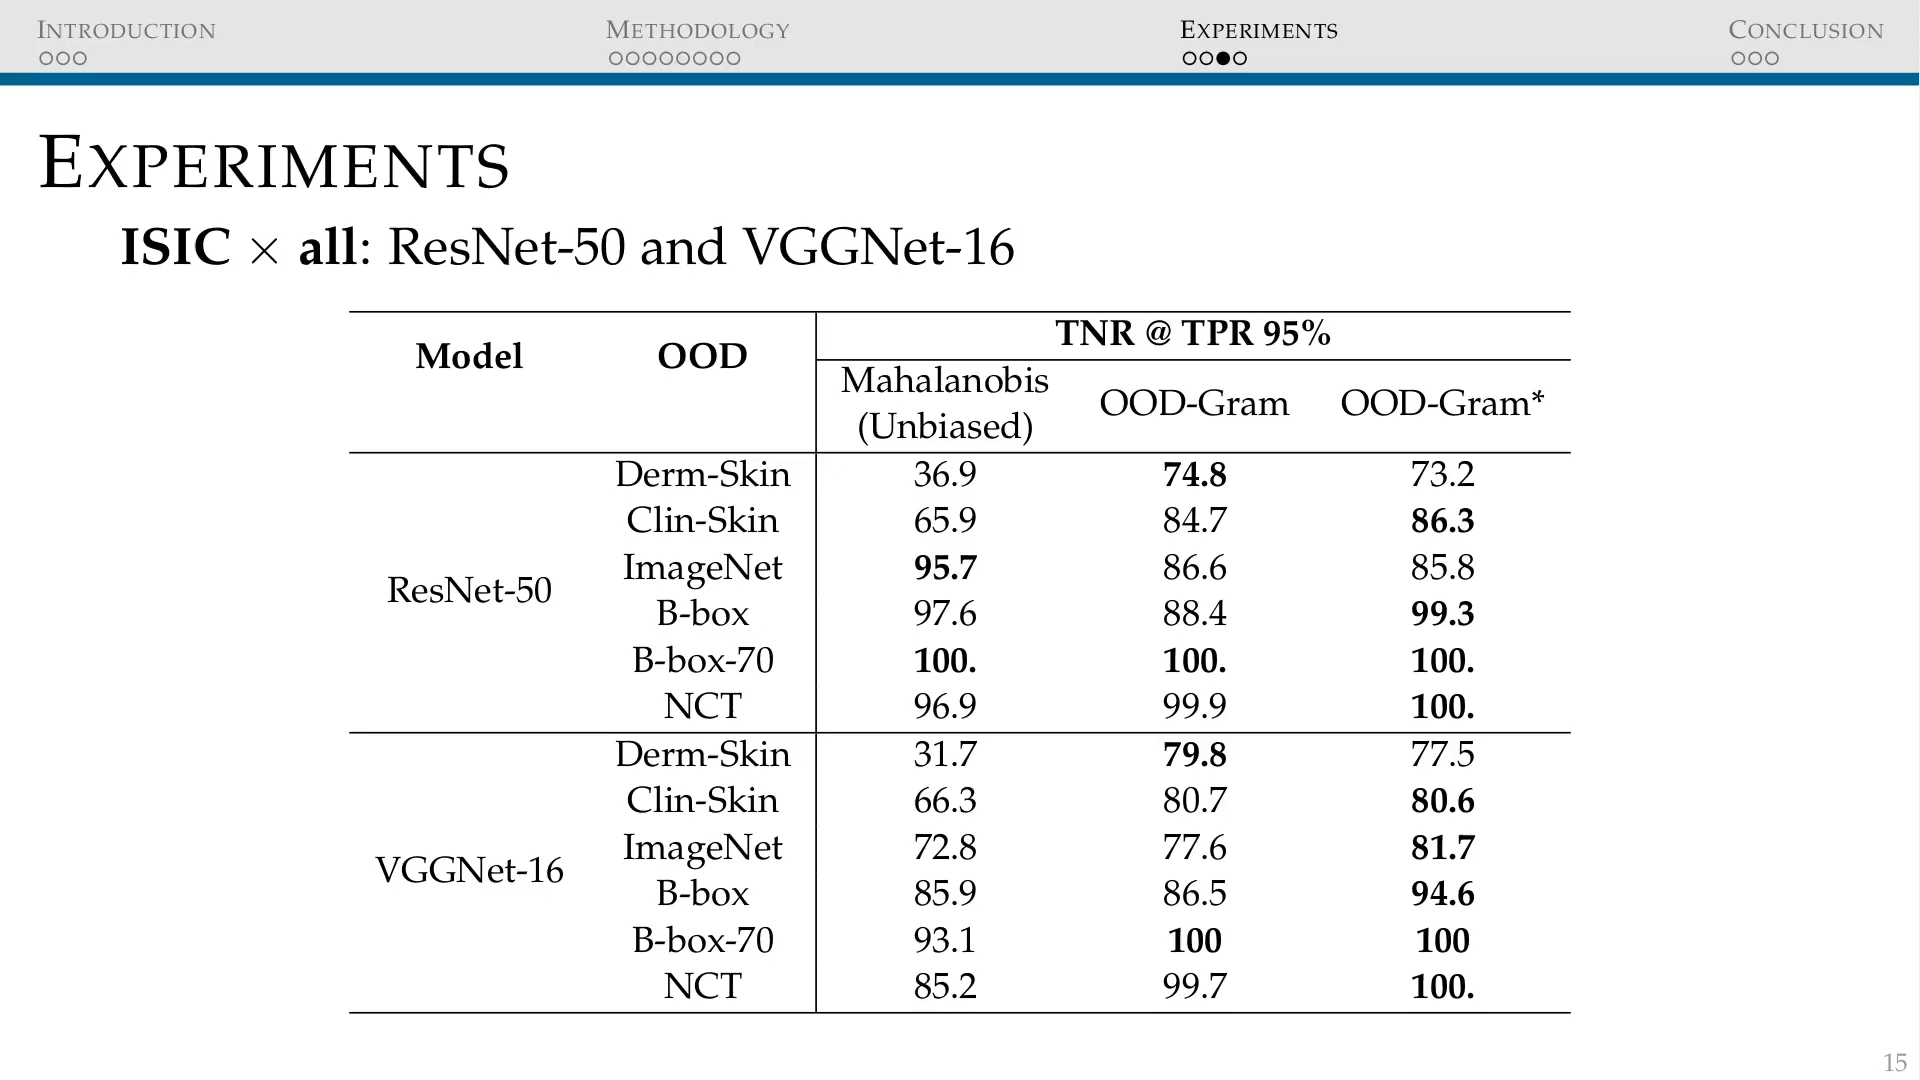 INTRODUCTION METHODOLOGY EXPERIMENTS CONCLUSION
EXPERIMENTS
ISIC × all: ResNet-50 and VGGNet-16
Model OOD TNR @ TPR 95%
Mahalanobis (Unbiased) OOD-Gram OOD-Gram*
ResNet-50
Derm-Skin 36.9 74.8 73.2
Clin-Skin 65.9 84.7 86.3
ImageNet 95.7 86.6 85.8
B-box 97.6 88.4 99.3
B-box-70 100. 100. 100.
NCT 96.9 99.9 100.
VGGNet-16
Derm-Skin 31.7 79.8 77.5
Clin-Skin 66.3 80.7 80.6
ImageNet 72.8 77.6 81.7
B-box 85.9 86.5 94.6
B-box-70 93.1 100 100
NCT 85.2 99.7 100.
15